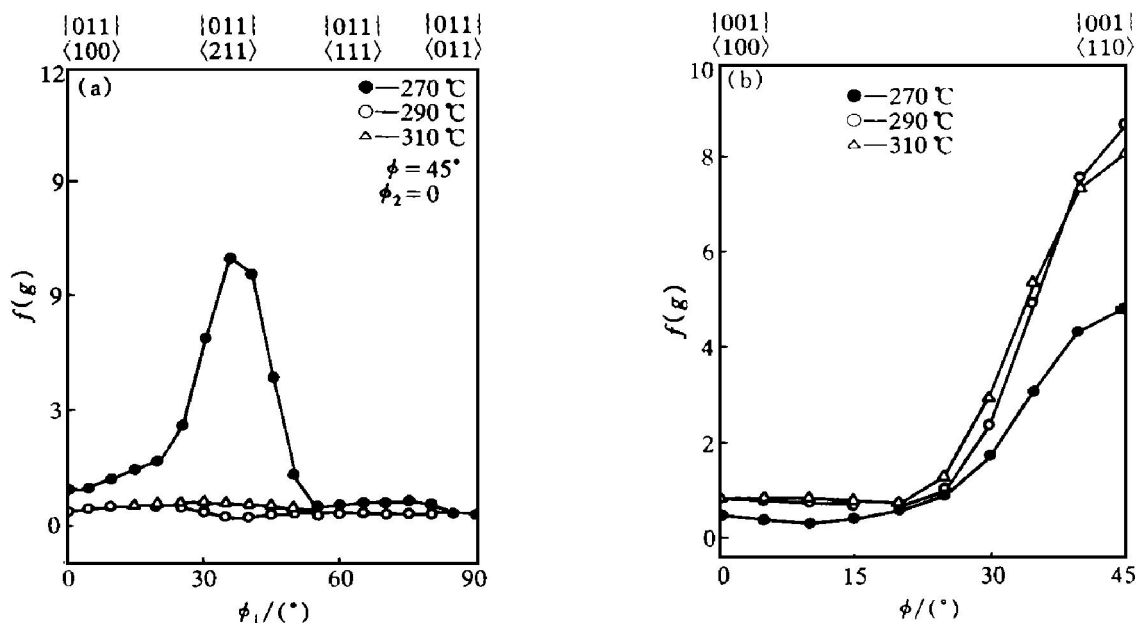 |011| |011| |011| |011|
⟨100⟩ ⟨211⟩ ⟨111⟩ ⟨011⟩
12
(a)
●—270 ℃
○—290 ℃
△—310 ℃
ϕ = 45°
ϕ₂ = 0
9
9
3
0
f(g)
0 30 60 90
ϕ₁/(°)
|001| |001|
⟨100⟩ ⟨110⟩
10
(b)
●—270 ℃
○—290 ℃
△—310 ℃
8
6
4
2
0
f(g)
0 15 30 45
ϕ/(°)